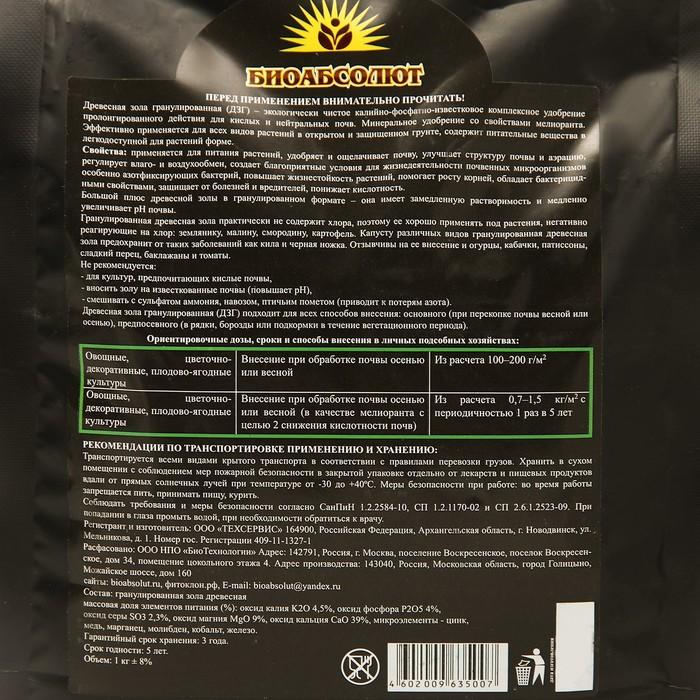 БИОАБСОЛЮТ
ПЕРЕД ПРИМЕНЕНИЕМ ВНИМАТЕЛЬНО ПРОЧИТАТЬ!
Древесная зола гранулированная (ДЗГ) – экологически чистое калийно-фосфатно-известковое комплексное удобрение
пролонгированного действия для кислых и нейтральных почв. Минеральное удобрение со свойствами мелиоранта.
Эффективно применяется для всех видов растений в открытом и защищенном грунте, содержит питательные вещества в
легкодоступной для растений форме.
Свойства: применяется для питания растений, удобряет и ощелачивает почву, улучшает структуру почвы и аэрацию,
регулирует влаго- и воздухообмен, создает благоприятные условия для жизнедеятельности почвенных микроорганизмов
особенно азотфиксирующих бактерий, повышает жизнестойкость растений, помогает росту корней, обладает бактерицид-
ными свойствами, защищает от болезней и вредителей, понижает кислотность.
Большой плюс древесной золы в гранулированном формате – она имеет замедленную растворимость и медленно
увеличивает pH почвы.
Гранулированная древесная зола практически не содержит хлора, поэтому ее хорошо применять под растения, негативно
реагирующие на хлор: землянику, малину, смородину, картофель. Капусту различных видов гранулированная древесная
зола предохранит от таких заболеваний как кила и черная ножка. Отзывчивы на ее внесение и огурцы, кабачки, патиссоны,
сладкий перец, баклажаны и томаты.
Не рекомендуется:
- для культур, предпочитающих кислые почвы,
- вносить золу на известкованные почвы (повышает pH),
- смешивать с сульфатом аммония, навозом, птичьим пометом (приводит к потерям азота).
Древесная зола гранулированная (ДЗГ) подходит для всех способов внесения: основного (при перекопке почвы весной или
осенью), предпосевного (в рядки, борозды или подкормки в течение вегетационного периода).
Ориентировочные дозы, сроки и способы внесения в личных подсобных хозяйствах:
Овощные, цветочно- Внесение при обработке почвы осенью Из расчета 100–200 г/м²
декоративные, плодово-ягодные или весной
культуры
Овощные, цветочно- Внесение при обработке почвы осенью Из расчета 0,7–1,5 кг/м² с
декоративные, плодово-ягодные или весной (в качестве мелиоранта с периодичностью 1 раз в 5 лет
культуры целью 2 снижения кислотности почв)
РЕКОМЕНДАЦИИ ПО ТРАНСПОРТИРОВКЕ ПРИМЕНЕНИЮ И ХРАНЕНИЮ:
Транспортируется всеми видами крытого транспорта в соответствии с правилами перевозки грузов. Хранить в сухом
помещении с соблюдением мер пожарной безопасности в закрытой упаковке отдельно от лекарств и пищевых продуктов
вдали от прямых солнечных лучей при температуре от -30 до +40ºС. Меры безопасности при работе: во время работы
запрещается пить, принимать пищу, курить.
Соблюдать требования и меры безопасности согласно СанПиН 1.2.2584-10, СП 1.2.1170-02 и СП 2.6.1.2523-09. При
попадании в глаза промыть водой, при необходимости обратиться к врачу.
Регистрант и изготовитель: ООО «ТЕХСЕРВИС» 164900, Российская Федерация, Архангельская область, г. Новодвинск, ул.
Мельникова, д. 1. Номер гос. Регистрации 409-11-1327-1
Расфасовано: ООО НПО «БиоТехнологии» Адрес: 142791, Россия, г. Москва, поселение Воскресенское, поселок Воскресен-
ское, дом 34, помещение цокольного этажа 4. Адрес производства: 143040, Россия, Московская область, город Голицыно,
Можайское шоссе, дом 160
сайты: bioabsolut.ru, фитоклон.рф, E-mail: bioabsolut@yandex.ru
Состав: гранулированная зола древесная
массовая доля элементов питания (%): оксид калия K2O 4,5%, оксид фосфора P2O5 4%,
оксид серы SO3 2,3%, оксид магния MgO 9%, оксид кальция CaO 39%, микроэлементы - цинк,
медь, марганец, молибден, кобальт, железо.
Гарантийный срок хранения: 3 года.
Срок годности: 5 лет.
Объем: 1 кг ± 8%
4 602009 635007